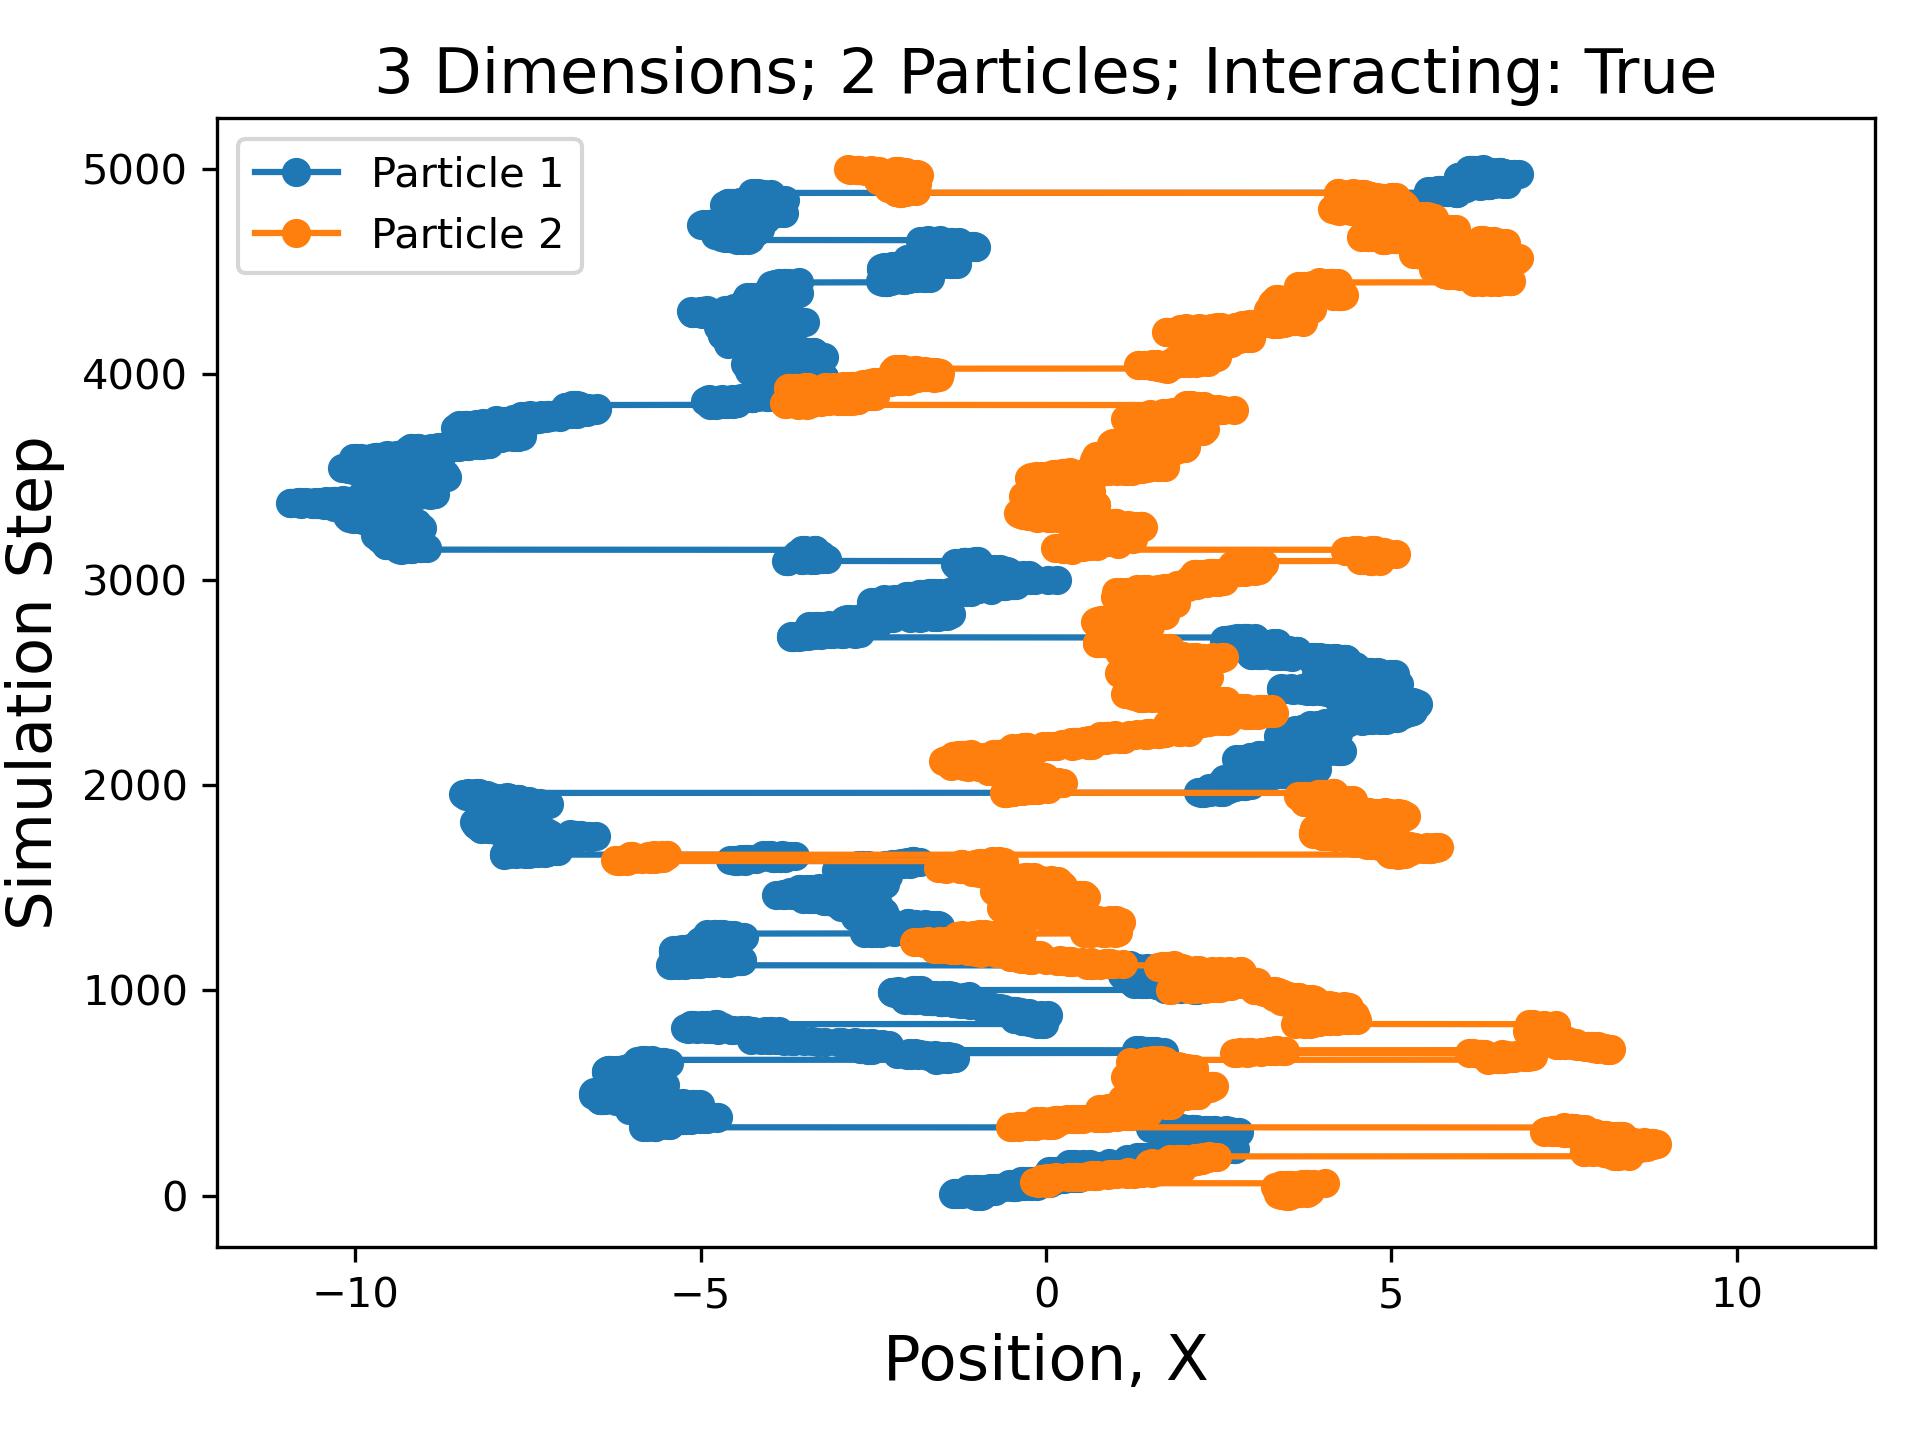 3 Dimensions; 2 Particles; Interacting: True
Particle 1
Particle 2
5000
4000
3000
2000
1000
0
Simulation Step
−10
−5
0
5
10
Position, X